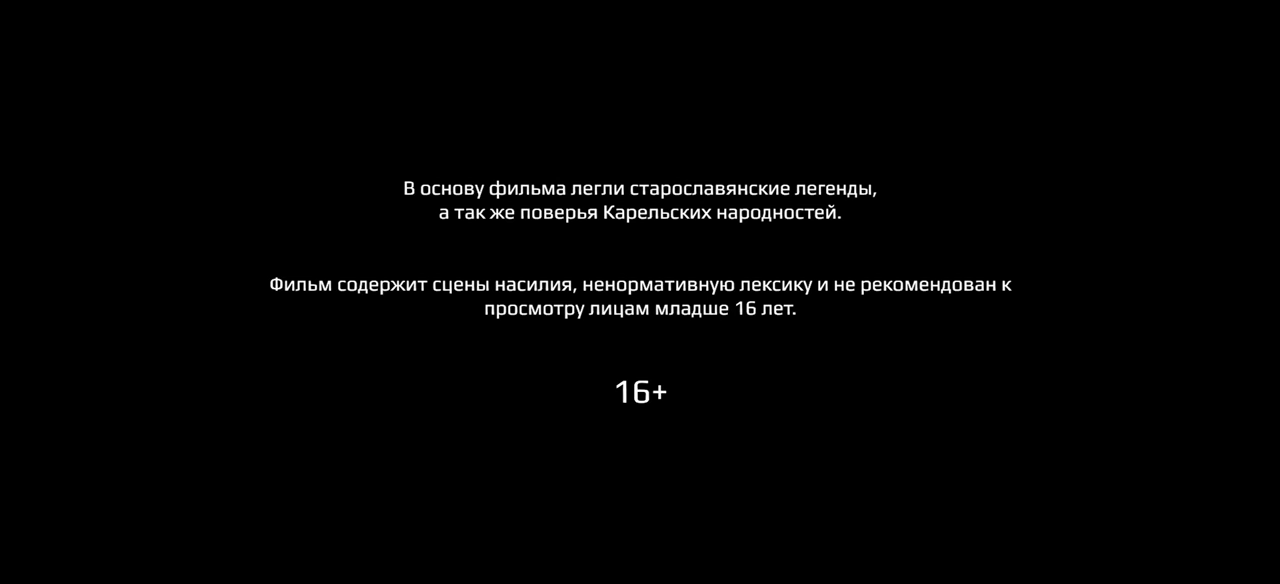 В основу фильма легли старославянские легенды,
а так же поверья Карельских народностей.
Фильм содержит сцены насилия, ненормативную лексику и не рекомендован к
просмотру лицам младше 16 лет.
16+